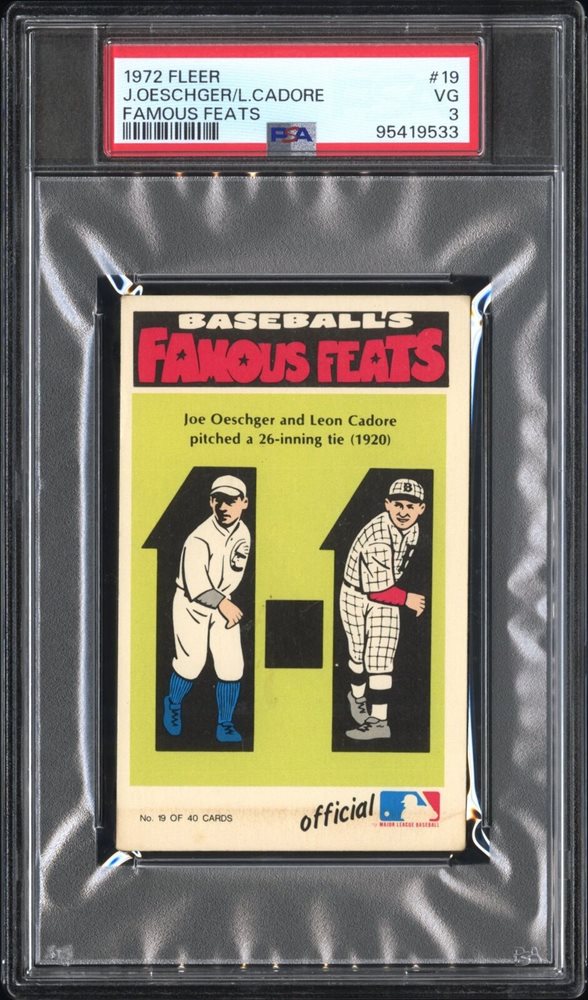 1972 FLEER #19
J.OESCHGER/L.CADORE VG
FAMOUS FEATS 3
PSA 95419533
BASEBALL'S
FAMOUS FEATS
Joe Oeschger and Leon Cadore
pitched a 26-inning tie (1920)
B
1-1
No. 19 OF 40 CARDS
official
MAJOR LEAGUE BASEBALL
PSA